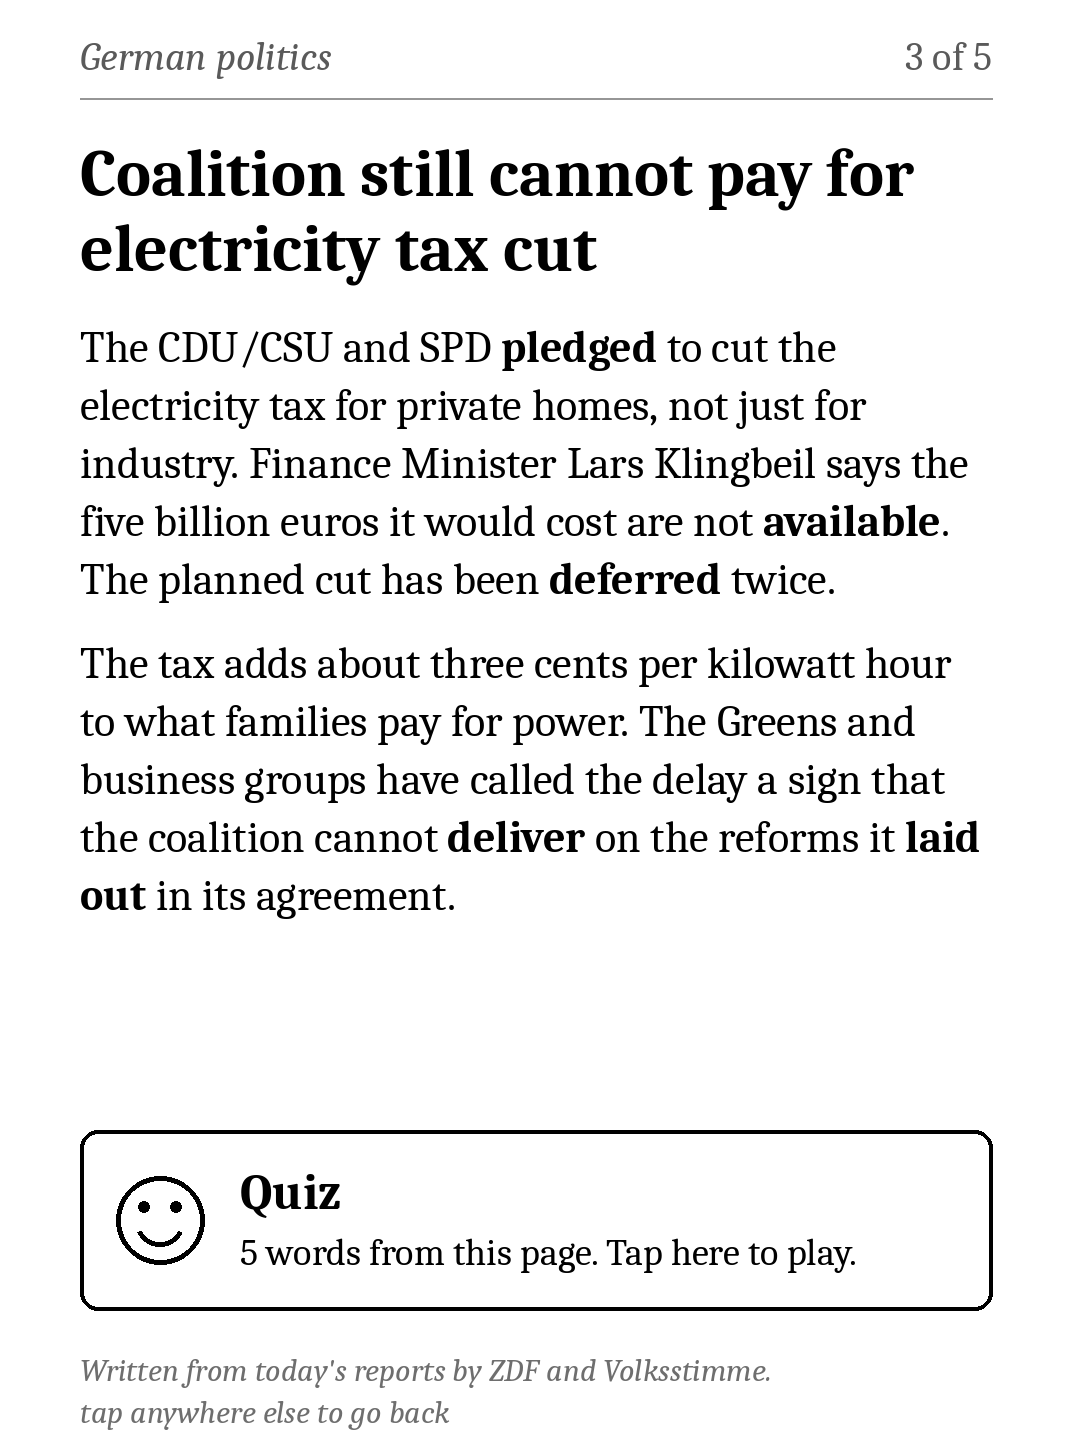 German politics
3 of 5
Coalition still cannot pay for
electricity tax cut
The CDU/CSU and SPD pledged to cut the
electricity tax for private homes, not just for
industry. Finance Minister Lars Klingbeil says the
five billion euros it would cost are not available.
The planned cut has been deferred twice.
The tax adds about three cents per kilowatt hour
to what families pay for power. The Greens and
business groups have called the delay a sign that
the coalition cannot deliver on the reforms it laid
out in its agreement.
Quiz
5 words from this page. Tap here to play.
Written from today's reports by ZDF and Volksstimme.
tap anywhere else to go back